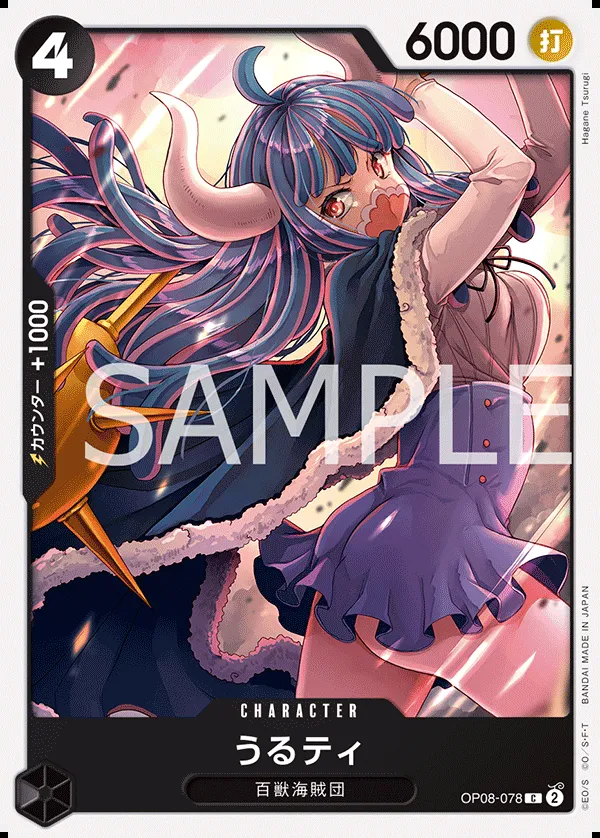 4
6000
打
Hagane Tsurugi
カウンター +1000
SAMPLE
BANDAI MADE IN JAPAN
©E.O/S ©O/S・F・T
CHARACTER
うるティ
百獣海賊団
OP08-078 C 2